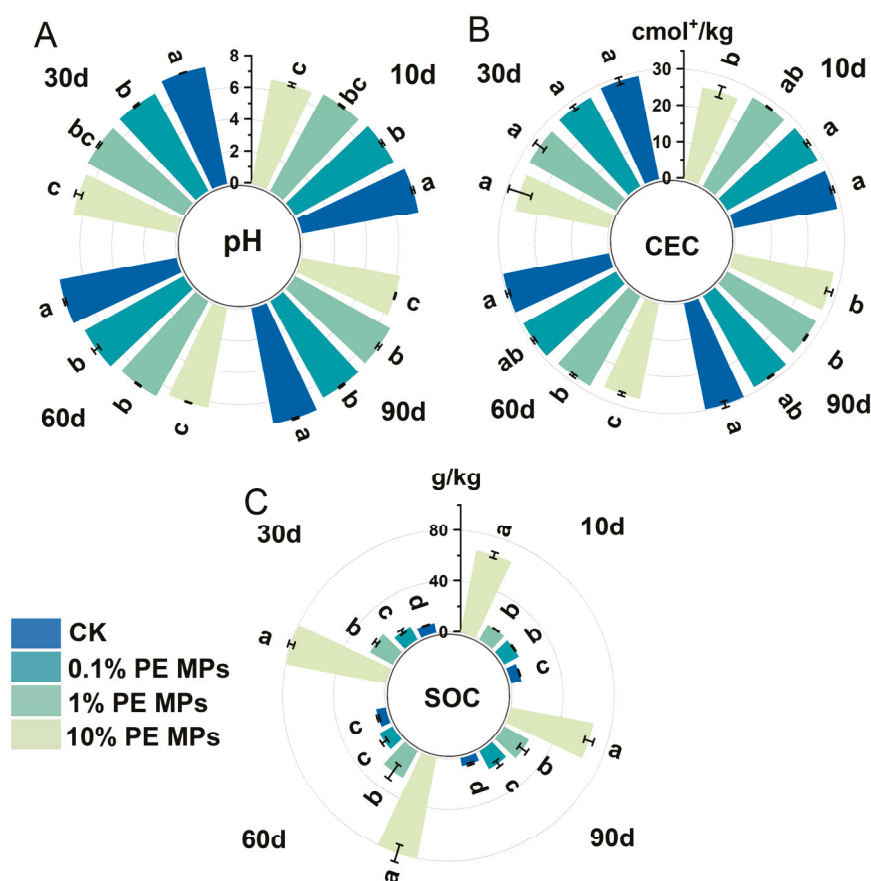 A
30d
10d
60d
90d
8
6
4
2
0
pH
c
bc
b
a
c
b
b
a
c
b
b
a
c
bc
b
a
B
cmol⁺/kg
30d
10d
60d
90d
30
20
10
0
CEC
b
ab
a
a
b
b
ab
a
c
b
ab
a
a
a
a
a
C
g/kg
30d
10d
60d
90d
80
40
0
SOC
a
b
b
c
a
b
c
d
a
b
c
c
a
b
c
d
CK
0.1% PE MPs
1% PE MPs
10% PE MPs